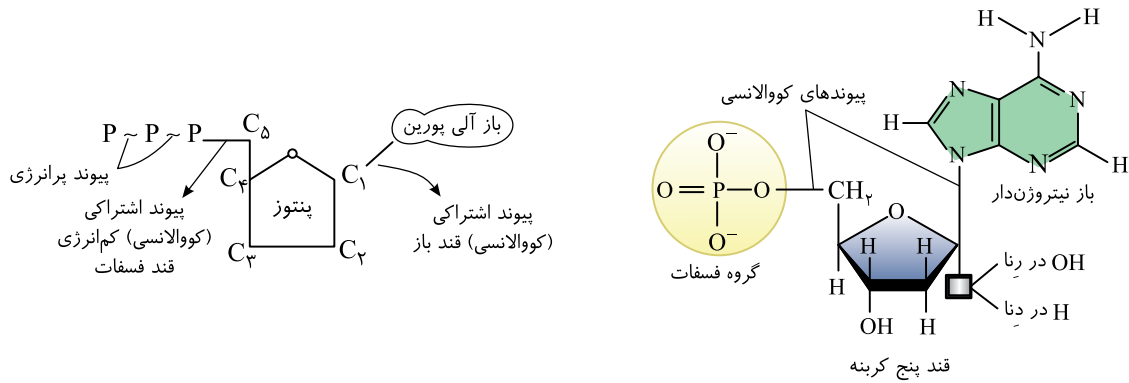 باز آلی پورین
P ~ P ~ P
C۵
C۴
C۱
C۳
C۲
پنتوز
پیوند پرانرژی
پیوند اشتراکی
(کووالانسی) کم‌انرژی
قند فسفات
پیوند اشتراکی
(کووالانسی) قند باز
H
H
N
N
N
N
N
H
H
باز نیتروژن‌دار
پیوندهای کووالانسی
O⁻
O=P-O
O⁻
CH۲
گروه فسفات
O
H
H
H
OH
H
OH در رِنا
H در دِنا
قند پنج کربنه